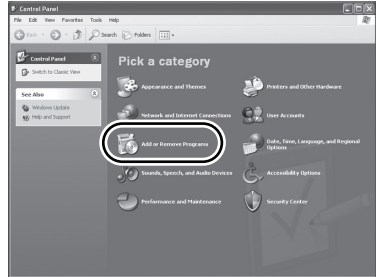 Control Panel
File Edit View Favorites Tools Help
Back Search Folders
Control Panel
Switch to Classic View
See Also
Windows Update
Help and Support
Pick a category
Appearance and Themes
Printers and Other Hardware
Network and Internet Connections
User Accounts
Add or Remove Programs
Date, Time, Language, and Regional
Options
Sounds, Speech, and Audio Devices
Accessibility Options
Performance and Maintenance
Security Center